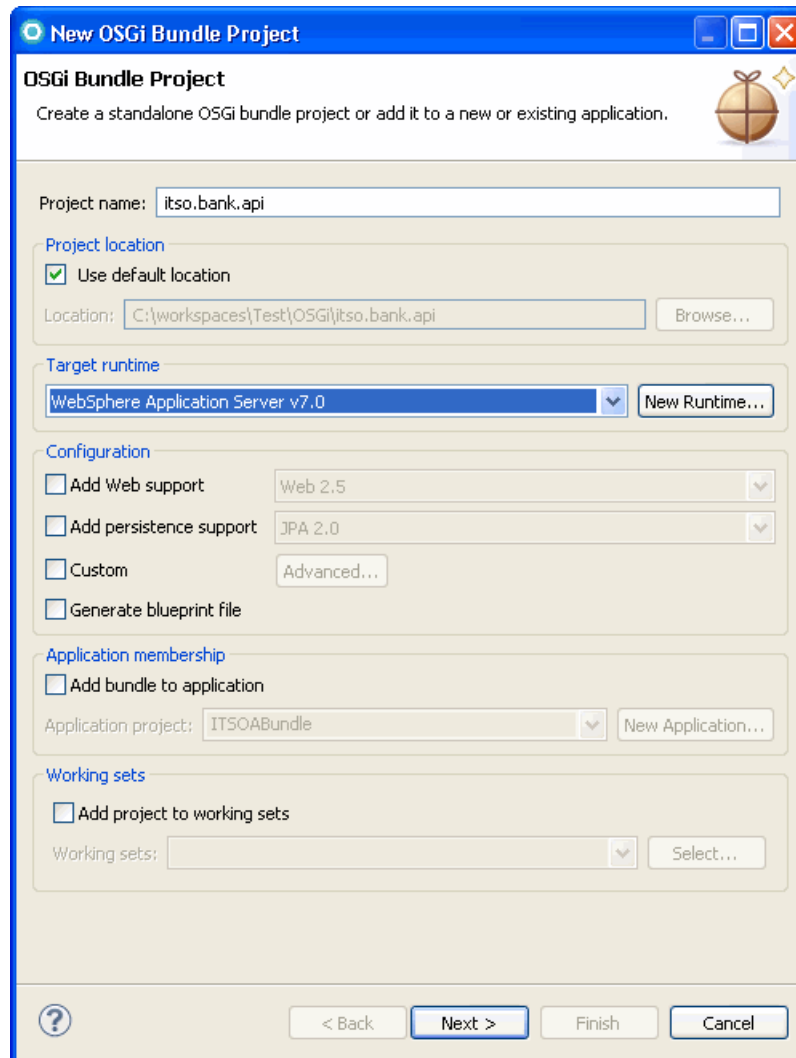 New OSGi Bundle Project
OSGi Bundle Project
Create a standalone OSGi bundle project or add it to a new or existing application.
Project name: itso.bank.api
Project location
Use default location
Location: C:\workspaces\Test\OSGi\itso.bank.api Browse...
Target runtime
WebSphere Application Server v7.0 New Runtime...
Configuration
Add Web support Web 2.5
Add persistence support JPA 2.0
Custom Advanced...
Generate blueprint file
Application membership
Add bundle to application
Application project: ITSOABundle New Application...
Working sets
Add project to working sets
Working sets: Select...
? < Back Next > Finish Cancel